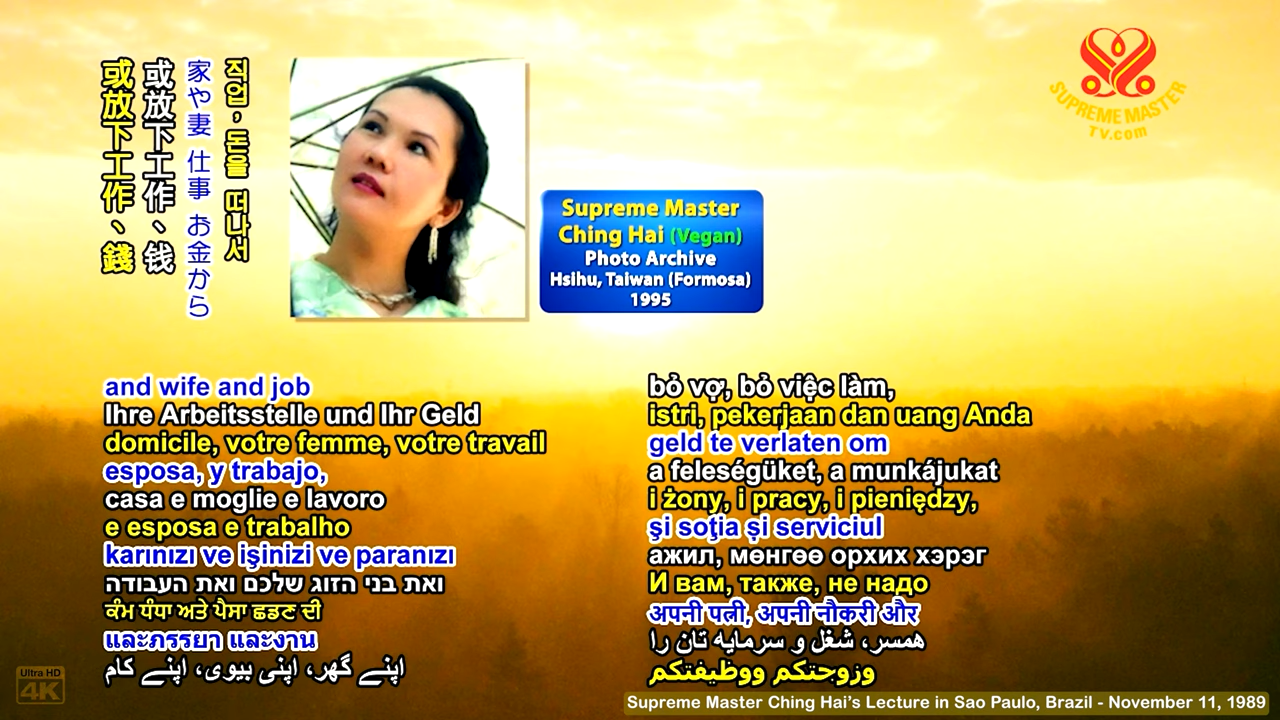 或放下工作、錢
或放下工作、钱
家や妻 仕事 お金から
직업, 돈을 떠나서
SUPREME MASTER
TV.com
Supreme Master
Ching Hai (Vegan)
Photo Archive
Hsihu, Taiwan (Formosa)
1995
and wife and job
Ihre Arbeitsstelle und Ihr Geld
domicile, votre femme, votre travail
esposa, y trabajo,
casa e moglie e lavoro
e esposa e trabalho
karınızı ve işinizi ve paranızı
ואת בני הזוג שלכם ואת העבודה
ਕੰਮ ਧੰਧਾ ਅਤੇ ਪੈਸਾ ਛਡਣ ਦੀ
และภรรยา และงาน
اپنے گھر، اپنی بیوی، اپنے کام
bỏ vợ, bỏ việc làm,
istri, pekerjaan dan uang Anda
geld te verlaten om
a feleségüket, a munkájukat
i żony, i pracy, i pieniędzy,
şi soţia și serviciul
ажил, мөнгөө орхих хэрэг
И вам, также, не надо
अपनी पत्नी, अपनी नौकरी और
همسر، شغل و سرمایه تان را
وزوجتكم ووظيفتكم
Ultra HD
4K
Supreme Master Ching Hai's Lecture in Sao Paulo, Brazil - November 11, 1989